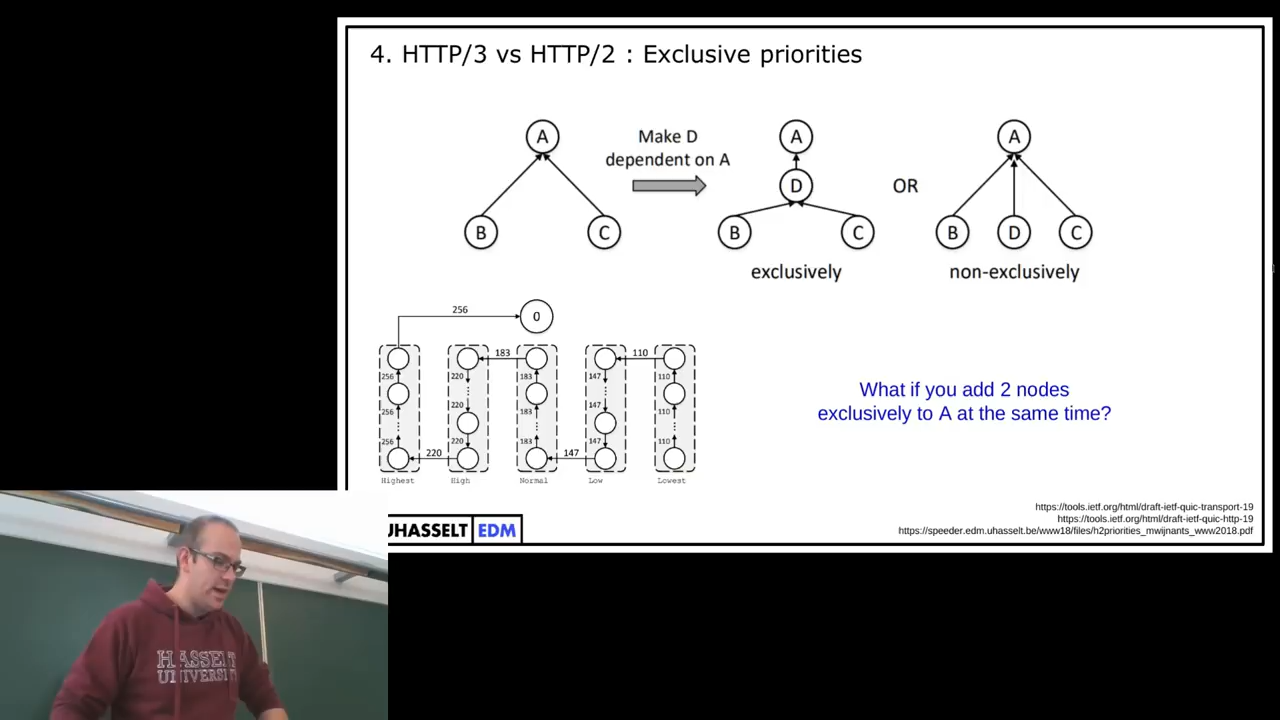 4. HTTP/3 vs HTTP/2 : Exclusive priorities
A
B
C
Make D
dependent on A
A
D
B
C
exclusively
OR
A
B
D
C
non-exclusively
256
0
183
110
256
220
183
147
110
256
220
183
147
110
256
220
183
147
110
220
147
Highest
High
Normal
Low
Lowest
What if you add 2 nodes
exclusively to A at the same time?
UHASSELT EDM
https://tools.ietf.org/html/draft-ietf-quic-transport-19
https://tools.ietf.org/html/draft-ietf-quic-http-19
https://speeder.edm.uhasselt.be/www18/files/h2priorities_mwijnants_www2018.pdf
HASSELT
UNIVERSITY